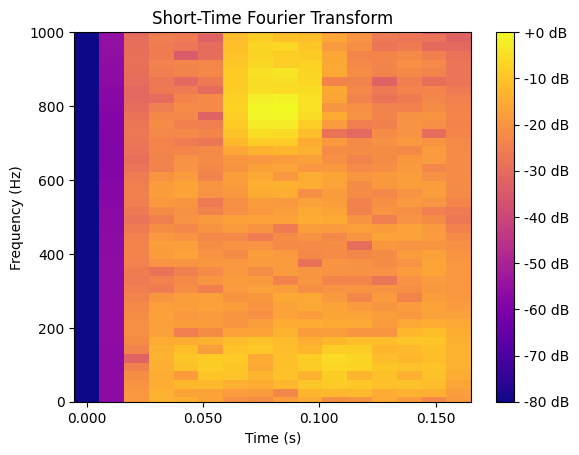 Short-Time Fourier Transform
Frequency (Hz)
1000
800
600
400
200
0
0.000
0.050
0.100
0.150
Time (s)
+0 dB
-10 dB
-20 dB
-30 dB
-40 dB
-50 dB
-60 dB
-70 dB
-80 dB